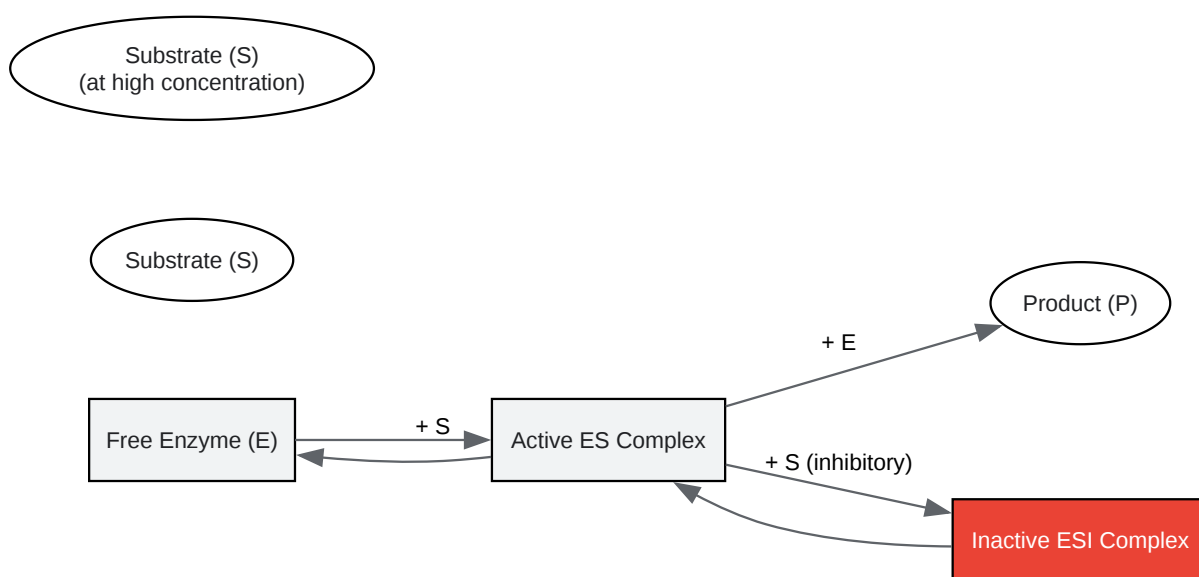 Substrate (S)
(at high concentration)
Substrate (S)
Product (P)
+ E
Free Enzyme (E)
+ S
Active ES Complex
+ S (inhibitory)
Inactive ESI Complex